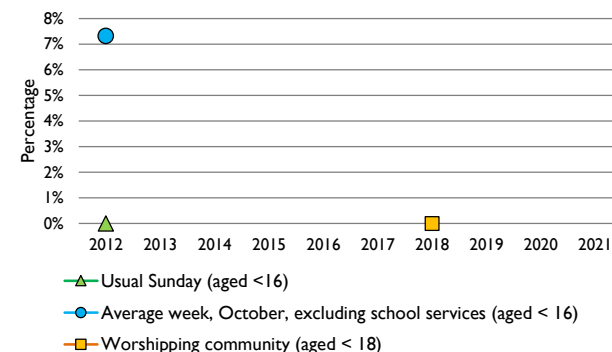 8%
7%
6%
5%
4%
3%
2%
1%
0%
Percentage
2012 2013 2014 2015 2016 2017 2018 2019 2020 2021
Usual Sunday (aged <16)
Average week, October, excluding school services (aged < 16)
Worshipping community (aged < 18)